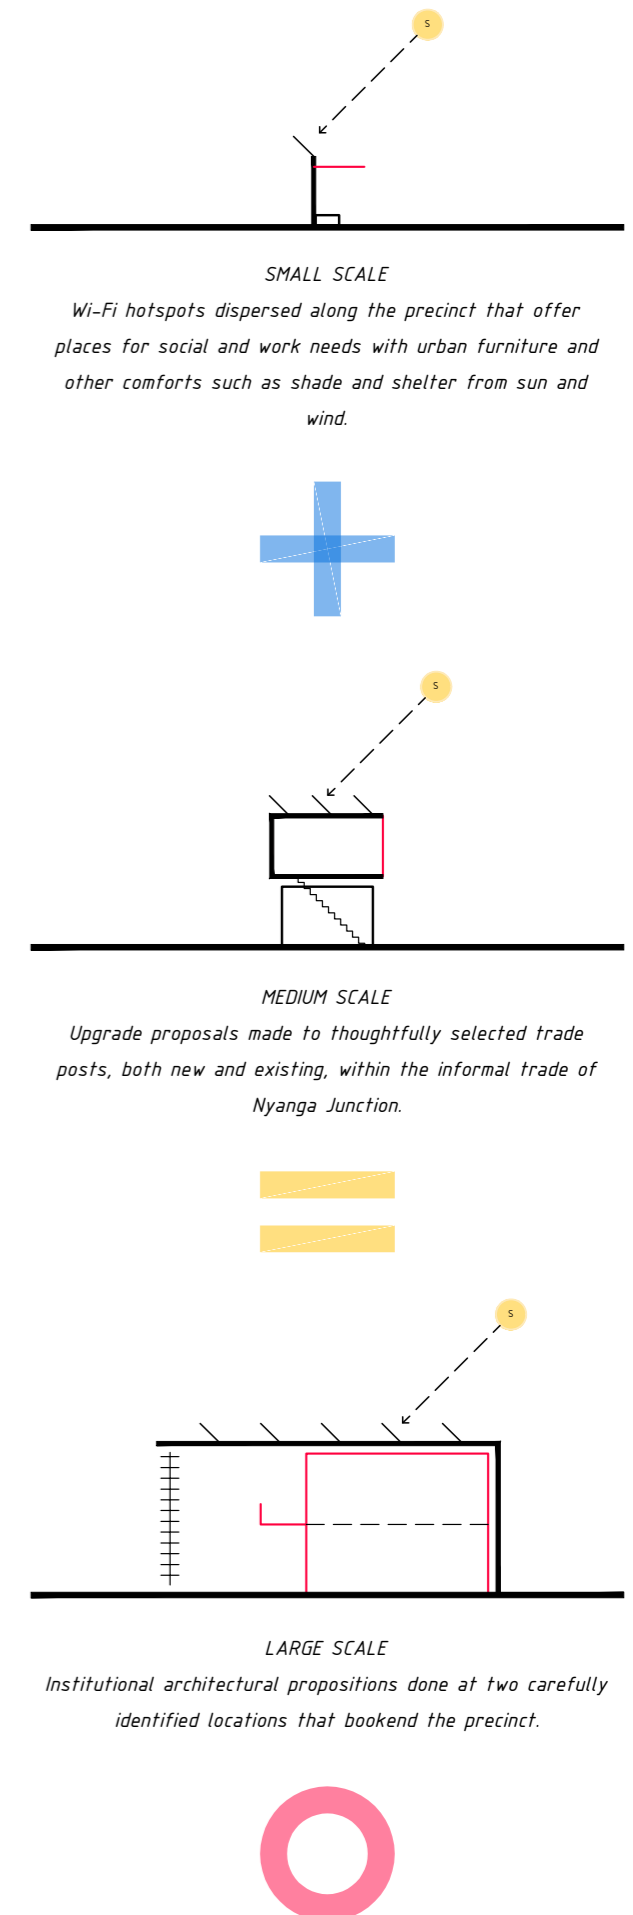 S
SMALL SCALE
Wi-Fi hotspots dispersed along the precinct that offer
places for social and work needs with urban furniture and
other comforts such as shade and shelter from sun and
wind.
S
MEDIUM SCALE
Upgrade proposals made to thoughtfully selected trade
posts, both new and existing, within the informal trade of
Nyanga Junction.
S
LARGE SCALE
Institutional architectural propositions done at two carefully
identified locations that bookend the precinct.